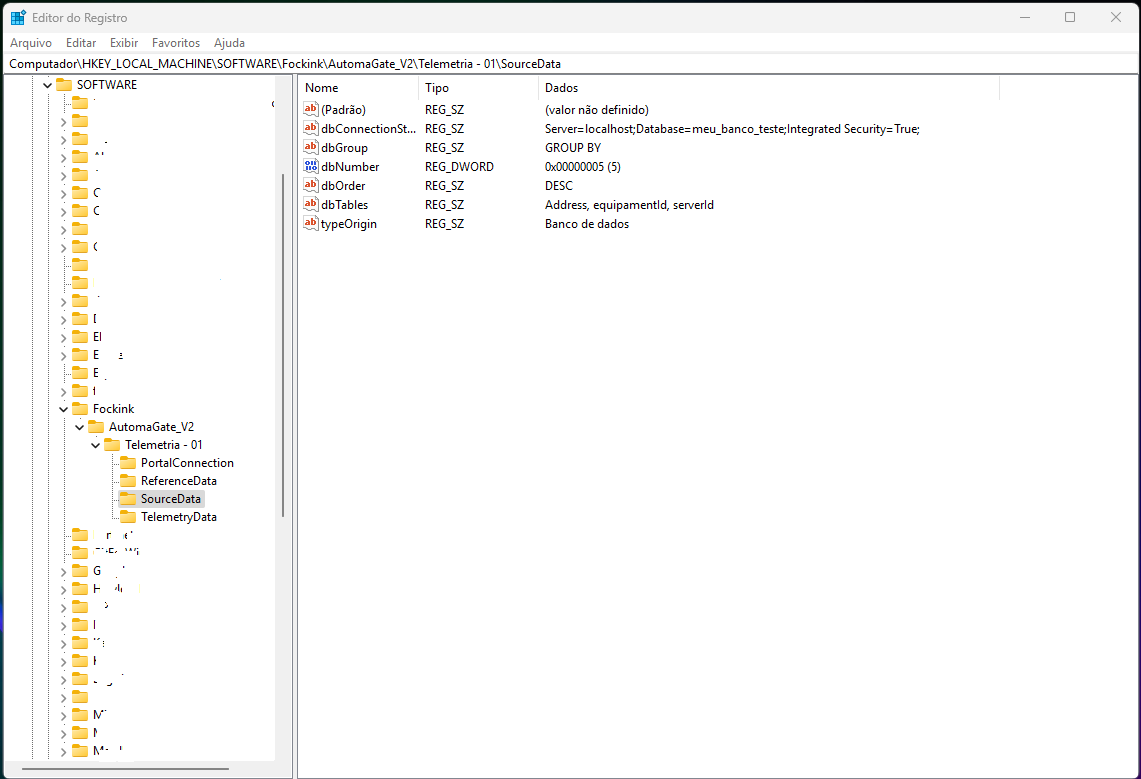 Editor do Registro
Arquivo Editar Exibir Favoritos Ajuda
Computador\HKEY_LOCAL_MACHINE\SOFTWARE\Fockink\AutomaGate_V2\Telemetria - 01\SourceData
SOFTWARE
Fockink
AutomaGate_V2
Telemetria - 01
PortalConnection
ReferenceData
SourceData
TelemetryData
Nome Tipo Dados
(Padrão) REG_SZ (valor não definido)
dbConnectionSt... REG_SZ Server=localhost;Database=meu_banco_teste;Integrated Security=True;
dbGroup REG_SZ GROUP BY
dbNumber REG_DWORD 0x00000005 (5)
dbOrder REG_SZ DESC
dbTables REG_SZ Address, equipamentId, serverId
typeOrigin REG_SZ Banco de dados